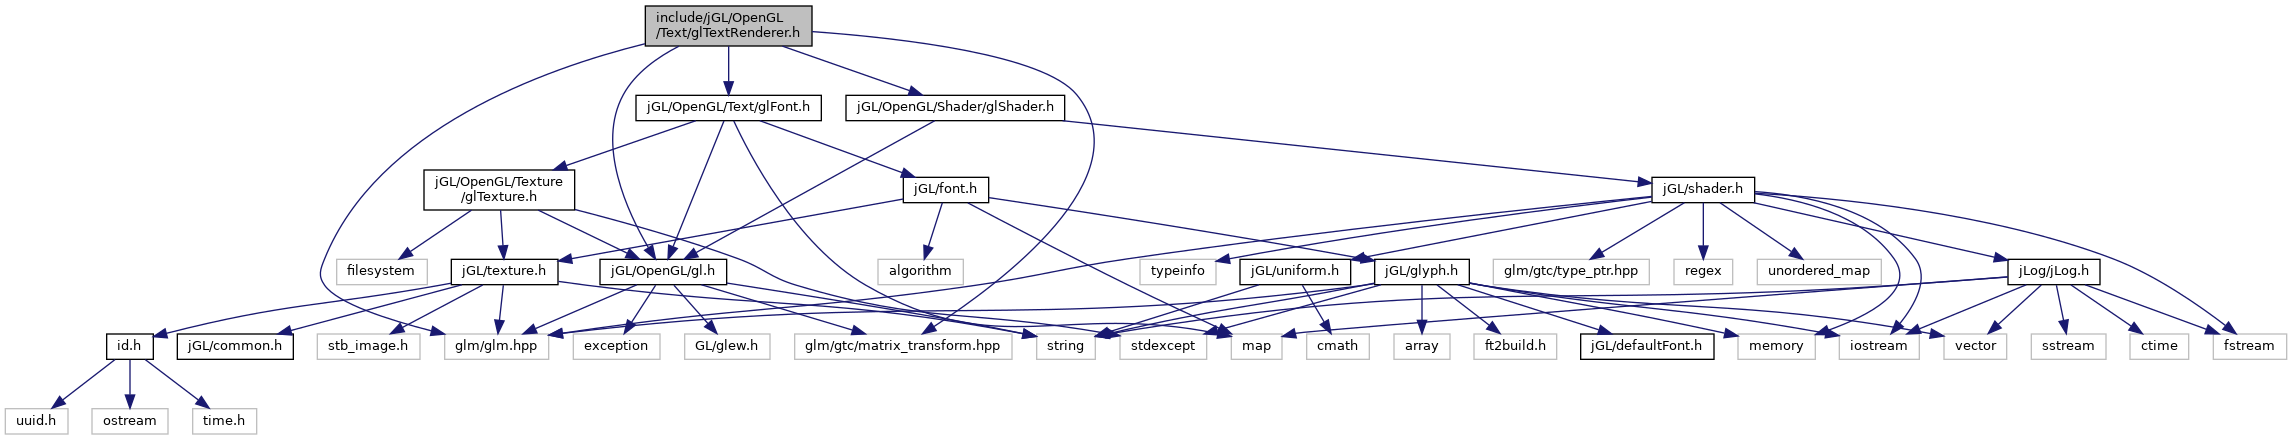 include/jGL/OpenGL
/Text/glTextRenderer.h
jGL/OpenGL/Text/glFont.h
jGL/OpenGL/Shader/glShader.h
jGL/OpenGL/Texture
/glTexture.h
jGL/font.h
jGL/shader.h
filesystem
jGL/texture.h
jGL/OpenGL/gl.h
algorithm
typeinfo
jGL/uniform.h
jGL/glyph.h
glm/gtc/type_ptr.hpp
regex
unordered_map
jLog/jLog.h
id.h
jGL/common.h
stb_image.h
glm/glm.hpp
exception
GL/glew.h
glm/gtc/matrix_transform.hpp
string
stdexcept
map
cmath
array
ft2build.h
jGL/defaultFont.h
memory
iostream
vector
sstream
ctime
fstream
uuid.h
ostream
time.h